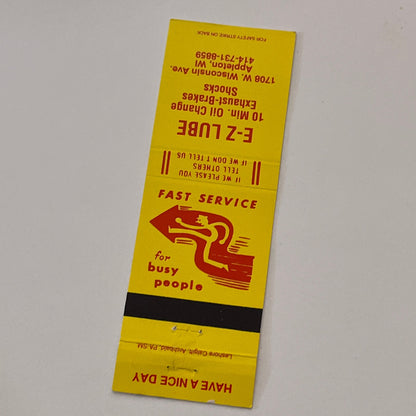 FOR SAFETY STRIKE ON BACK
1708 W. Wisconsin Ave.
Appleton, WI
414-731-8859
E-Z LUBE
10 Min. Oil Change
Exhaust-Brakes
Shocks
IF WE PLEASE YOU
TELL OTHERS
IF WE DON'T TELL US
FAST SERVICE
for
busy
people
HAVE A NICE DAY